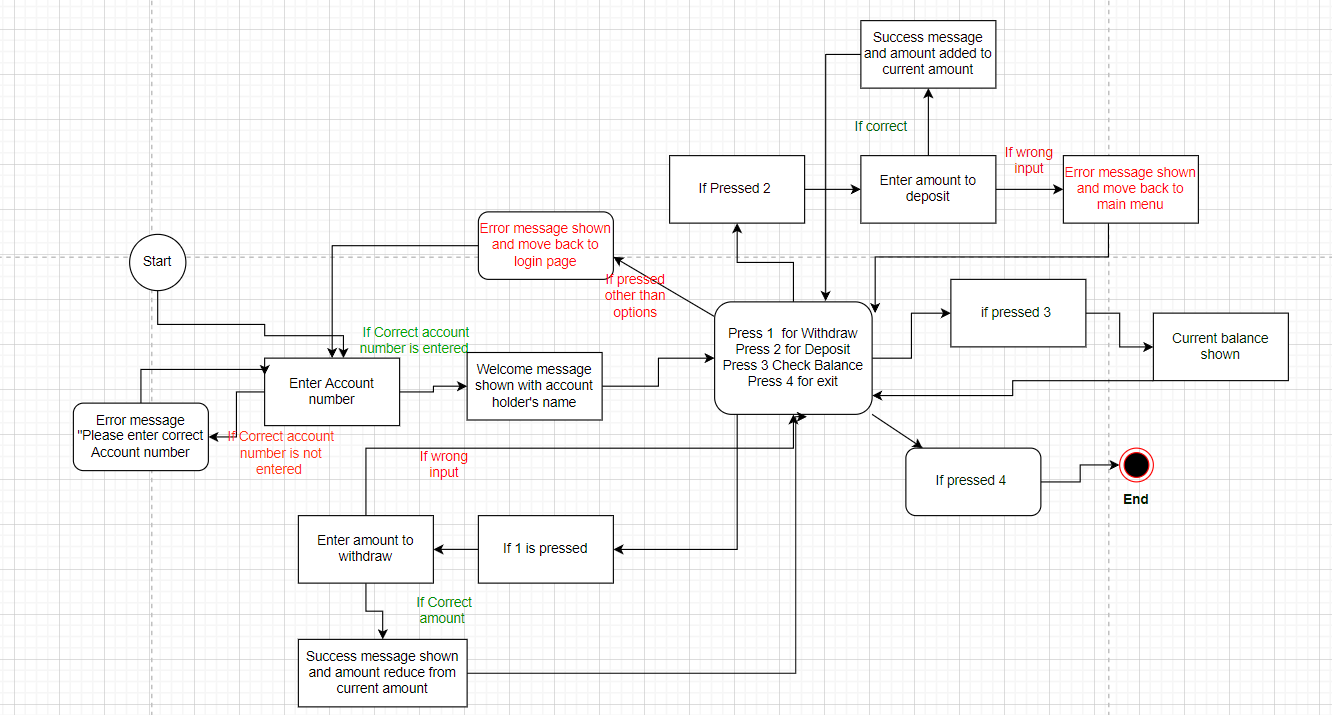 Success message
and amount added to
current amount
If correct
If wrong
input
If Pressed 2
Enter amount to
deposit
Error message shown
and move back to
main menu
Error message shown
and move back to
login page
Start
If pressed
other than
options
if pressed 3
Current balance
shown
Press 1  for Withdraw
Press 2 for Deposit
Press 3 Check Balance
Press 4 for exit
If Correct account
number is entered
Enter Account
number
Welcome message
shown with account
holder's name
Error message
"Please enter correct
Account number
If Correct account
number is not
entered
If wrong
input
If pressed 4
End
Enter amount to
withdraw
If 1 is pressed
If Correct
amount
Success message shown
and amount reduce from
current amount